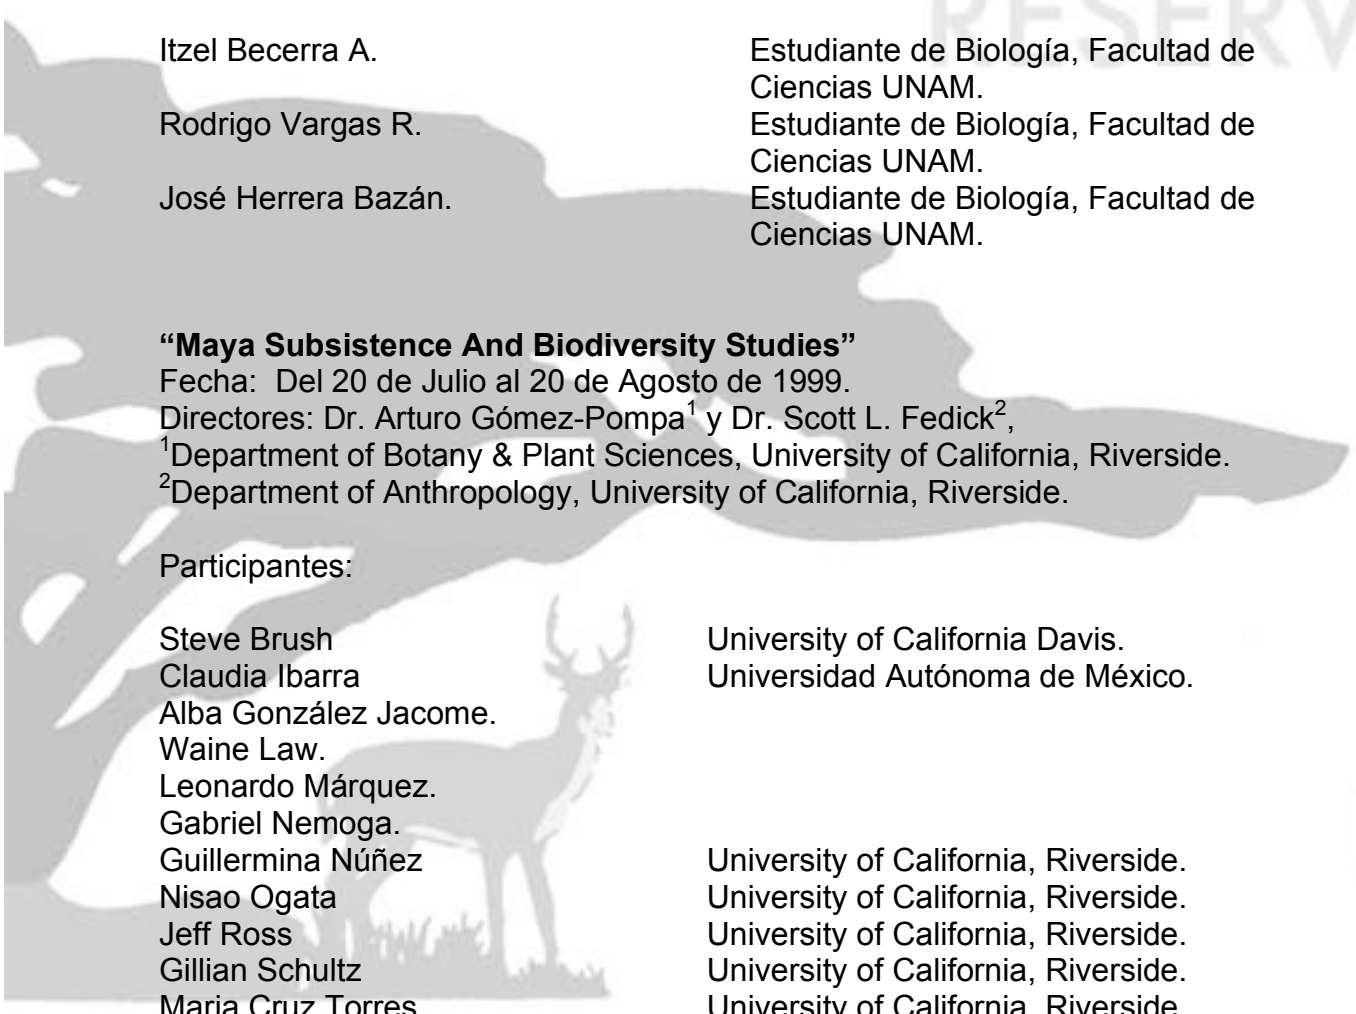 RESERV
Itzel Becerra A. Estudiante de Biología, Facultad de
Ciencias UNAM.
Rodrigo Vargas R. Estudiante de Biología, Facultad de
Ciencias UNAM.
José Herrera Bazán. Estudiante de Biología, Facultad de
Ciencias UNAM.
“Maya Subsistence And Biodiversity Studies”
Fecha: Del 20 de Julio al 20 de Agosto de 1999.
Directores: Dr. Arturo Gómez-Pompa¹ y Dr. Scott L. Fedick²,
¹Department of Botany & Plant Sciences, University of California, Riverside.
²Department of Anthropology, University of California, Riverside.
Participantes:
Steve Brush University of California Davis.
Claudia Ibarra Universidad Autónoma de México.
Alba González Jacome.
Waine Law.
Leonardo Márquez.
Gabriel Nemoga.
Guillermina Núñez University of California, Riverside.
Nisao Ogata University of California, Riverside.
Jeff Ross University of California, Riverside.
Gillian Schultz University of California, Riverside.
Maria Cruz Torres University of California, Riverside